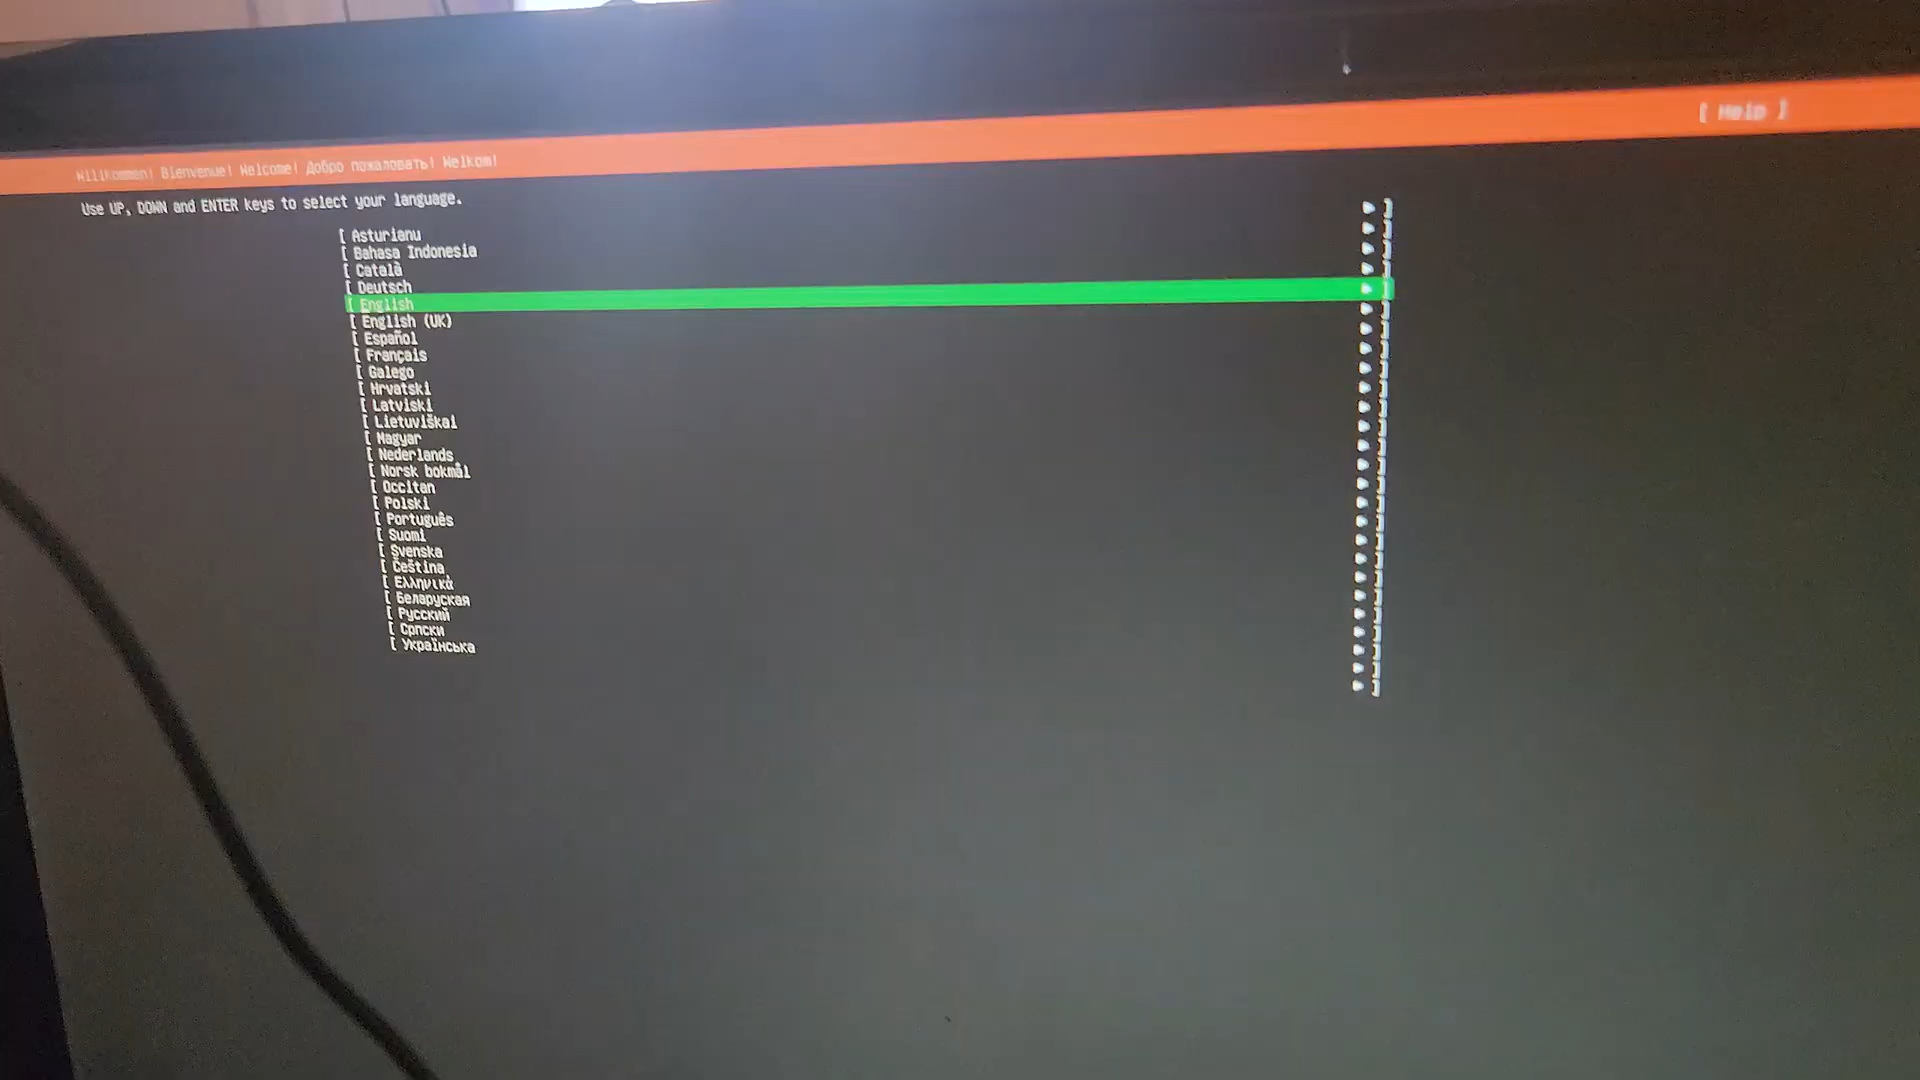 Willkommen! Bienvenue! Welcome! Добро пожаловать! Welkom!
[ Help ]
Use UP, DOWN and ENTER keys to select your language.
[ Asturianu ▸ ]
[ Bahasa Indonesia ▸ ]
[ Català ▸ ]
[ Deutsch ▸ ]
[ English ▸ ]
[ English (UK) ▸ ]
[ Español ▸ ]
[ Français ▸ ]
[ Galego ▸ ]
[ Hrvatski ▸ ]
[ Latviski ▸ ]
[ Lietuviškai ▸ ]
[ Magyar ▸ ]
[ Nederlands ▸ ]
[ Norsk bokmål ▸ ]
[ Occitan ▸ ]
[ Polski ▸ ]
[ Português ▸ ]
[ Suomi ▸ ]
[ Svenska ▸ ]
[ Čeština ▸ ]
[ Ελληνικά ▸ ]
[ Беларуская ▸ ]
[ Русский ▸ ]
[ Српски ▸ ]
[ Українська ▸ ]